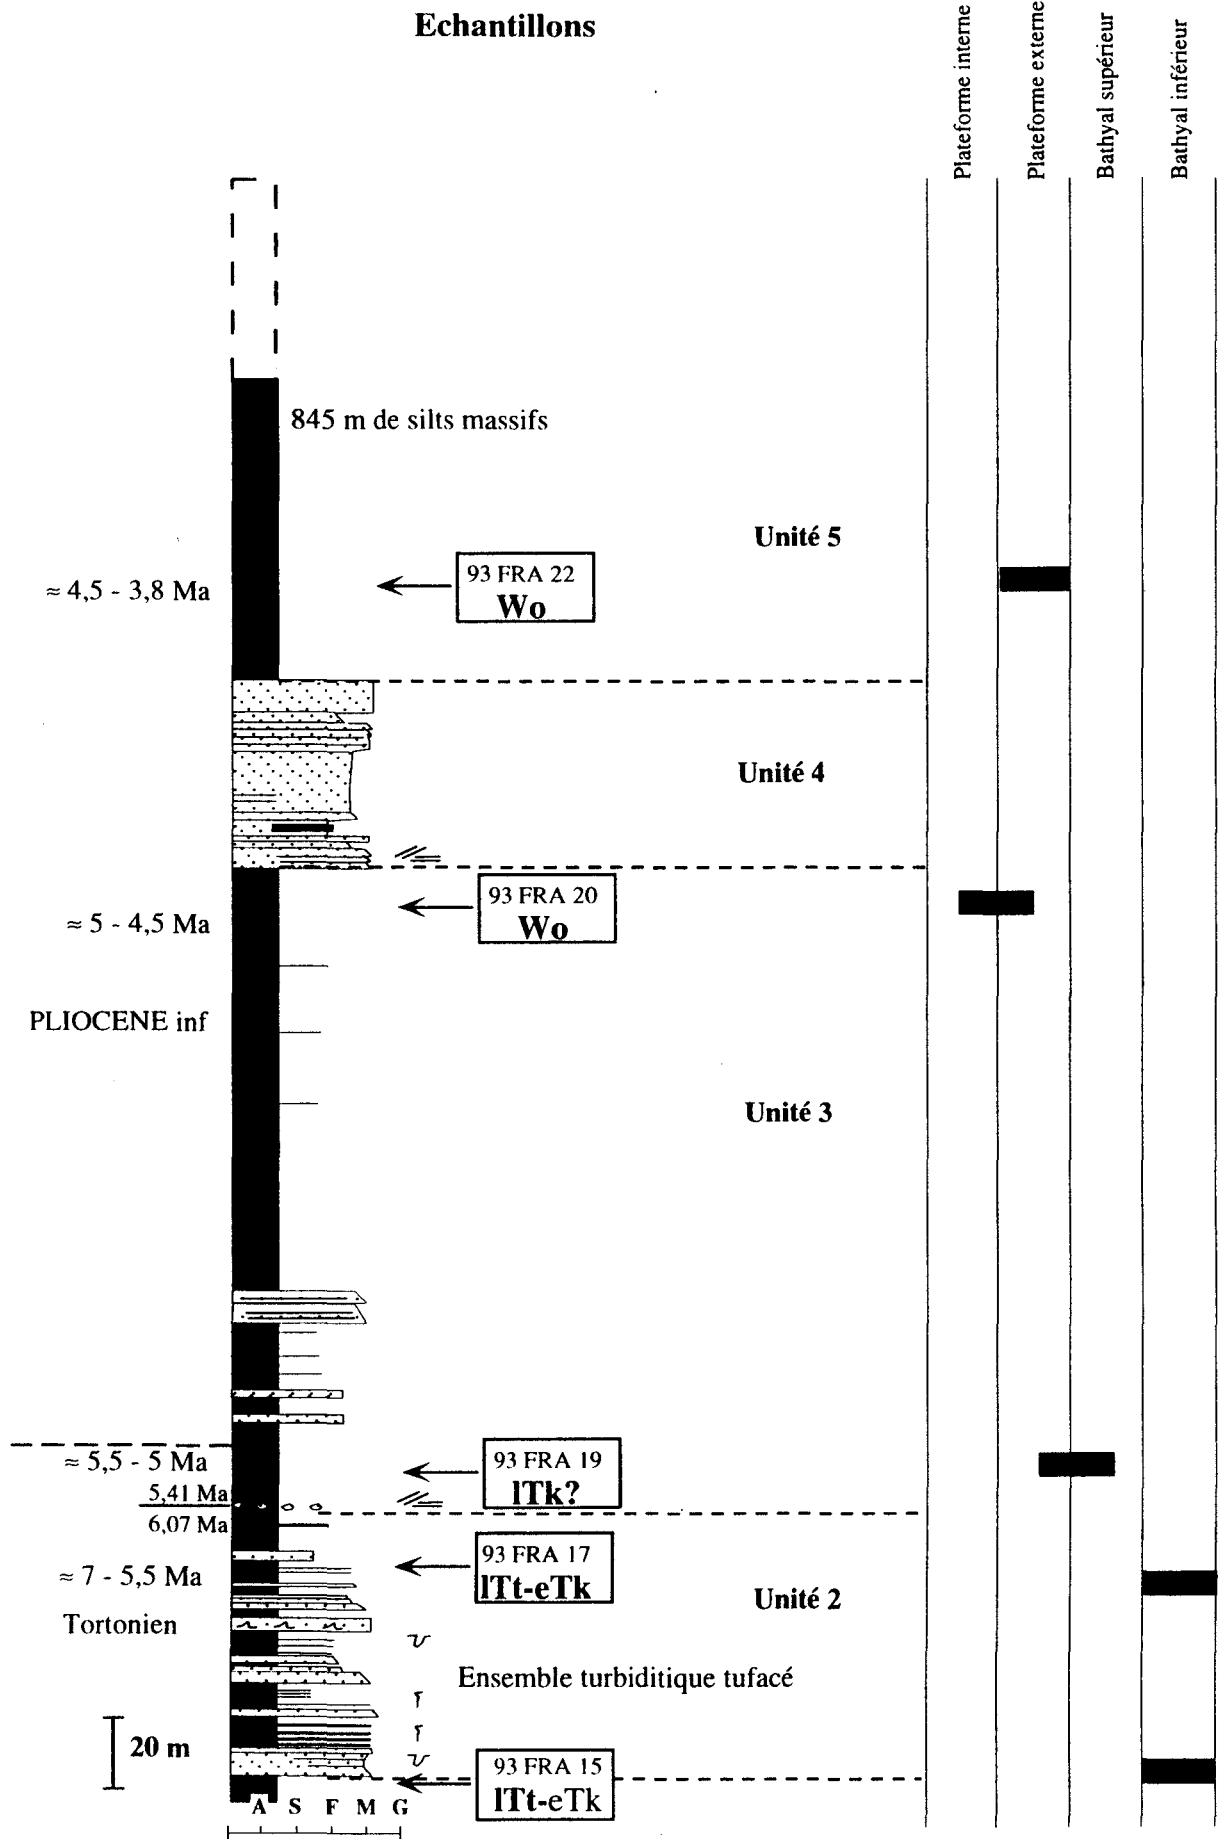 Echantillons
Plateforme interne
Plateforme externe
Bathyal supérieur
Bathyal inférieur
845 m de silts massifs
Unité 5
93 FRA 22
Wo
≈ 4,5 - 3,8 Ma
Unité 4
93 FRA 20
Wo
≈ 5 - 4,5 Ma
PLIOCENE inf
Unité 3
≈ 5,5 - 5 Ma
93 FRA 19
lTk?
5,41 Ma
6,07 Ma
93 FRA 17
lTt-eTk
≈ 7 - 5,5 Ma
Unité 2
Tortonien
Ensemble turbiditique tufacé
20 m
93 FRA 15
lTt-eTk
A S F M G